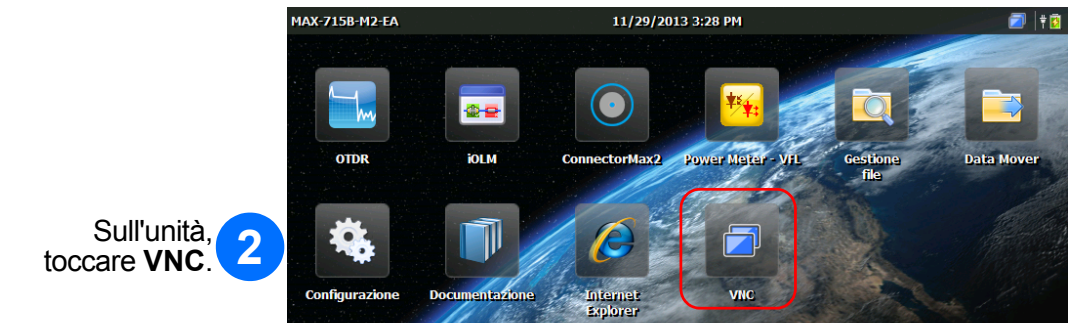 MAX-715B-M2-EA 11/29/2013 3:28 PM
OTDR iOLM ConnectorMax2 Power Meter - VFL Gestione file Data Mover
Sull'unità,
toccare VNC.
2
Configurazione Documentazione Internet Explorer VNC